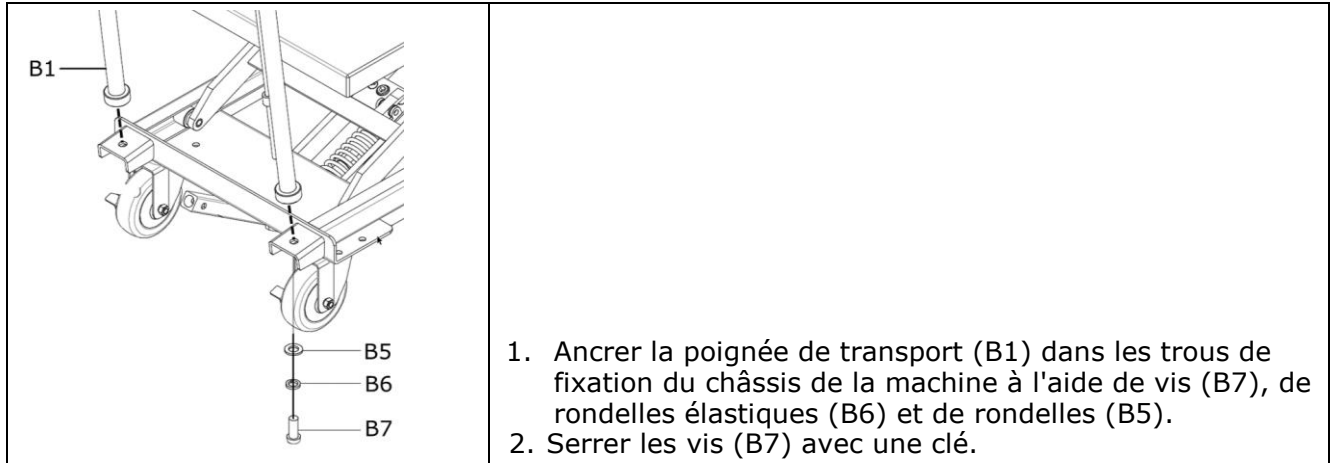 B1
B5
B6
B7
1. Ancrer la poignée de transport (B1) dans les trous de
fixation du châssis de la machine à l'aide de vis (B7), de
rondelles élastiques (B6) et de rondelles (B5).
2. Serrer les vis (B7) avec une clé.